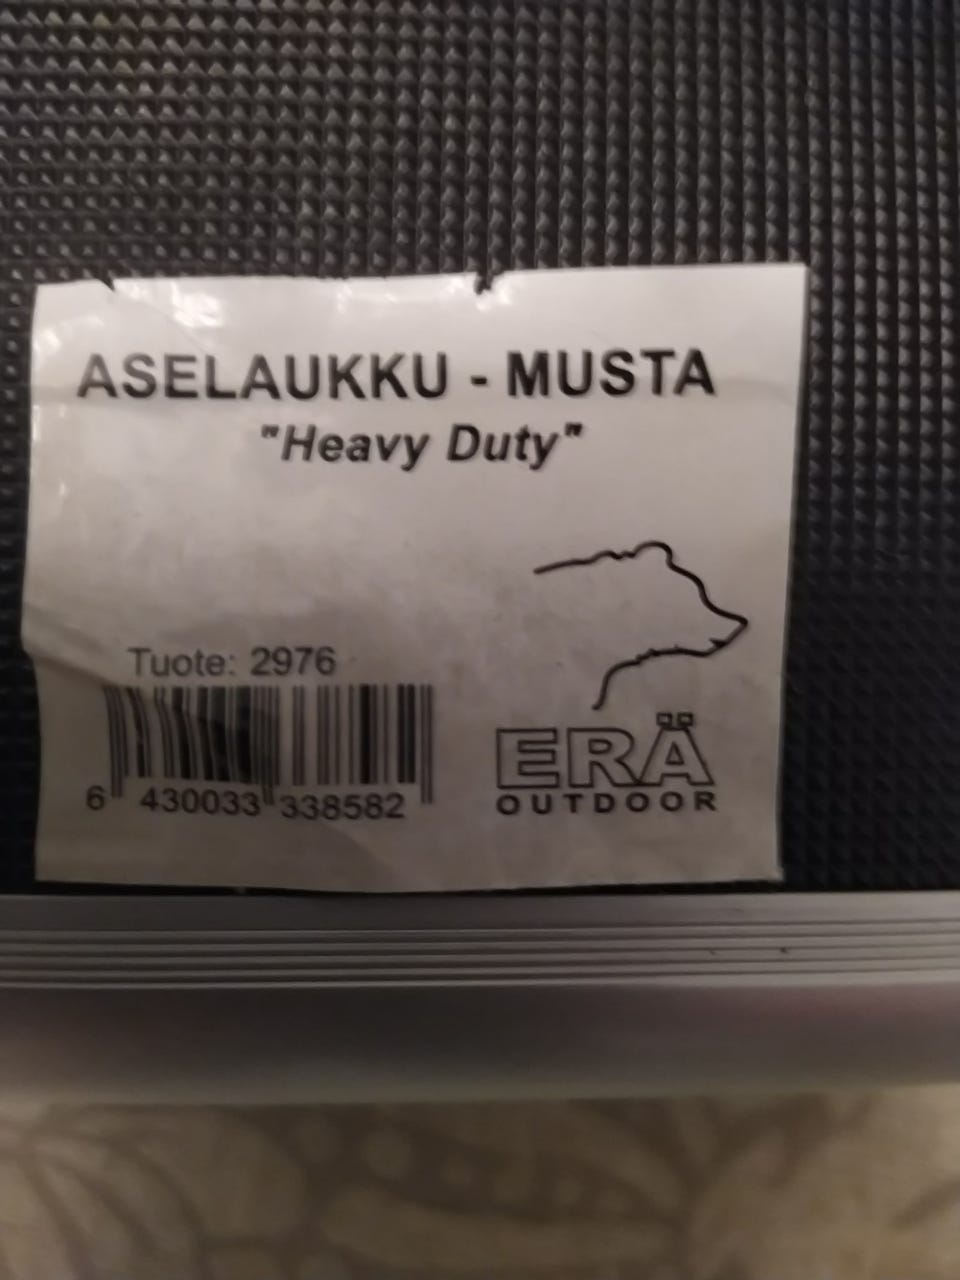 ASELAUKKU - MUSTA
"Heavy Duty"
Tuote: 2976
6 430033 338582
ERÄ
OUTDOOR